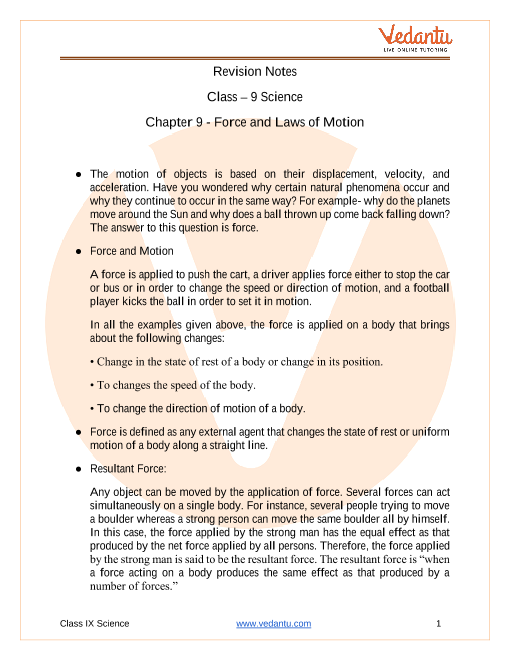 Vedantu
LIVE ONLINE TUTORING
Revision Notes
Class – 9 Science
Chapter 9 - Force and Laws of Motion
● The motion of objects is based on their displacement, velocity, and
acceleration. Have you wondered why certain natural phenomena occur and
why they continue to occur in the same way? For example- why do the planets
move around the Sun and why does a ball thrown up come back falling down?
The answer to this question is force.
● Force and Motion
A force is applied to push the cart, a driver applies force either to stop the car
or bus or in order to change the speed or direction of motion, and a football
player kicks the ball in order to set it in motion.
In all the examples given above, the force is applied on a body that brings
about the following changes:
• Change in the state of rest of a body or change in its position.
• To changes the speed of the body.
• To change the direction of motion of a body.
● Force is defined as any external agent that changes the state of rest or uniform
motion of a body along a straight line.
● Resultant Force:
Any object can be moved by the application of force. Several forces can act
simultaneously on a single body. For instance, several people trying to move
a boulder whereas a strong person can move the same boulder all by himself.
In this case, the force applied by the strong man has the equal effect as that
produced by the net force applied by all persons. Therefore, the force applied
by the strong man is said to be the resultant force. The resultant force is “when
a force acting on a body produces the same effect as that produced by a
number of forces.”
Class IX Science www.vedantu.com 1